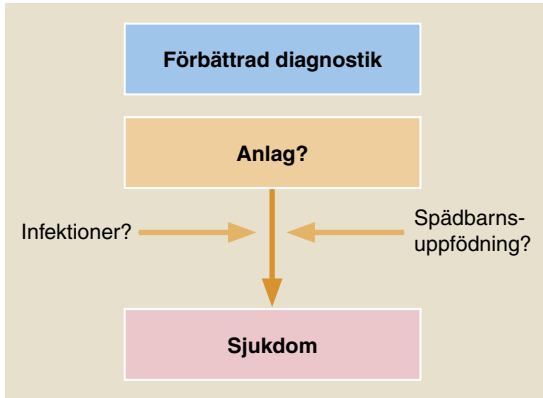 Förbättrad diagnostik
Anlag?
Infektioner?
Spädbarns-
uppfödning?
Sjukdom